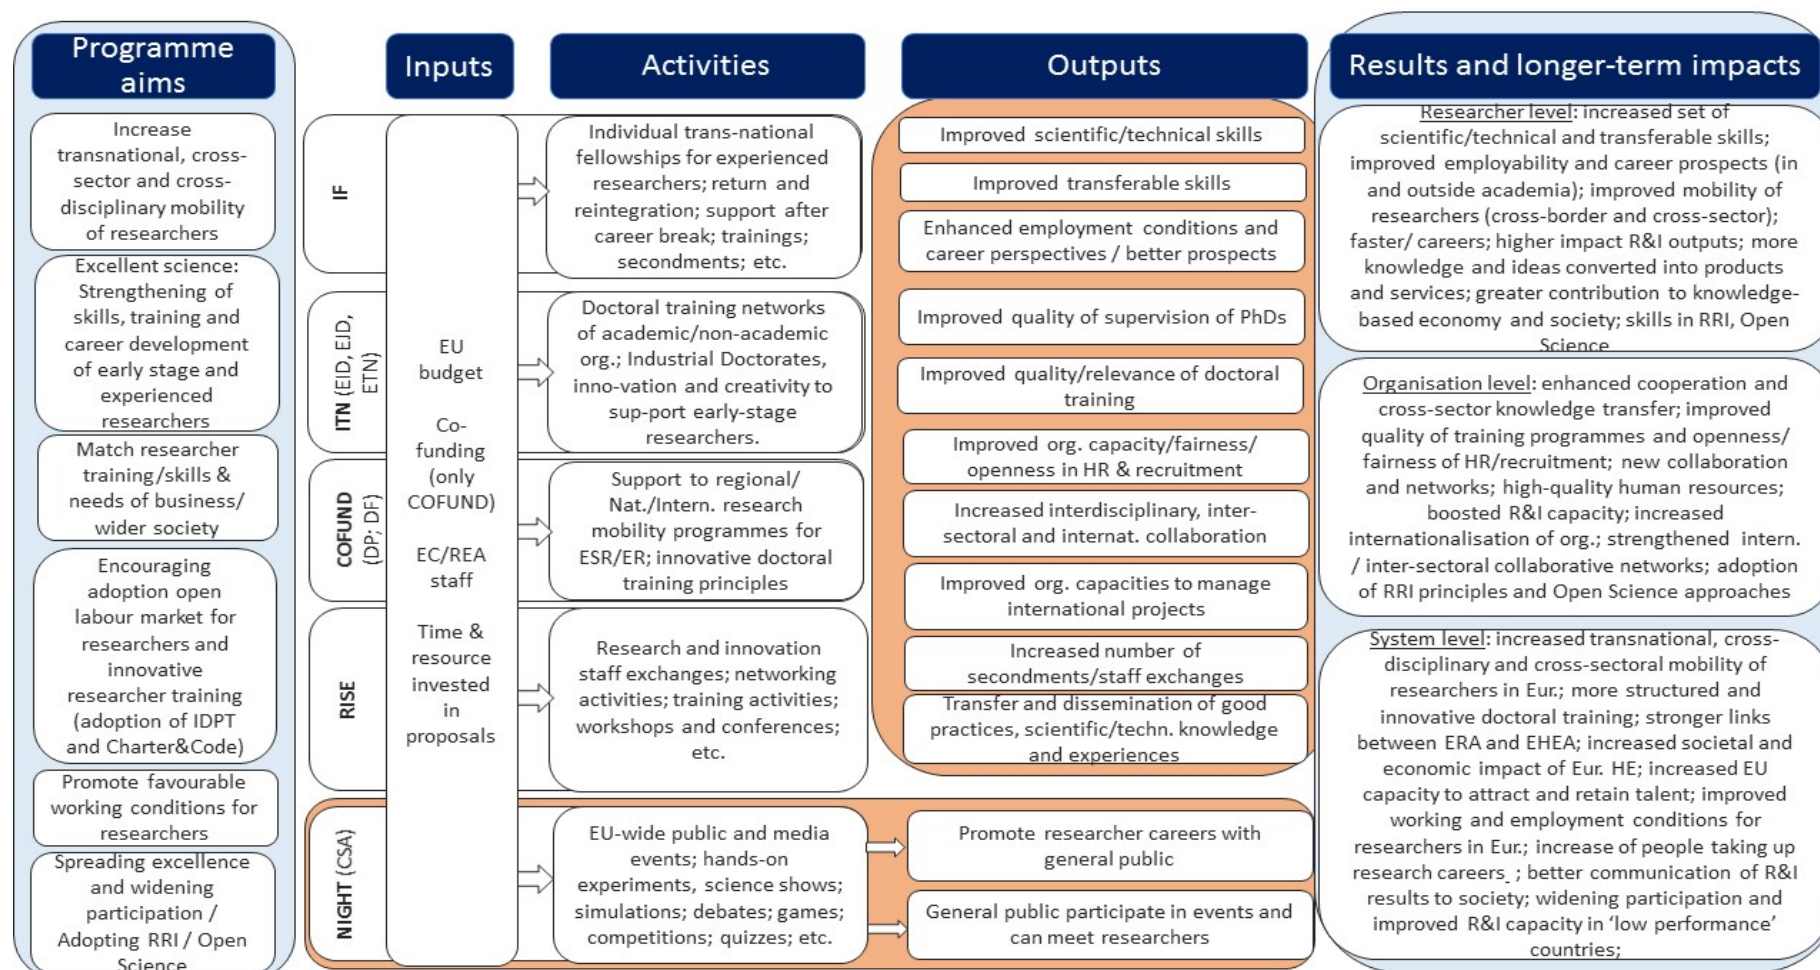 Programme
aims
Increase
transnational, cross-
sector and cross-
disciplinary mobility
of researchers
Excellent science:
Strengthening of
skills, training and
career development
of early stage and
experienced
researchers
Match researcher
training/skills &
needs of business/
wider society
Encouraging
adoption open
labour market for
researchers and
innovative
researcher training
(adoption of IDPT
and Charter&Code)
Promote favourable
working conditions for
researchers
Spreading excellence
and widening
participation /
Adopting RRI / Open
Science
IF
ITN (EID, EJD,
ETN)
COFUND
(DP; DF)
RISE
NIGHT (CSA)
Inputs
EU
budget
Co-
funding
(only
COFUND)
EC/REA
staff
Time &
resource
invested
in
proposals
Activities
Individual trans-national
fellowships for experienced
researchers; return and
reintegration; support after
career break; trainings;
secondments; etc.
Doctoral training networks
of academic/non-academic
org.; Industrial Doctorates,
inno-vation and creativity to
sup-port early-stage
researchers.
Support to regional/
Nat./Intern. research
mobility programmes for
ESR/ER; innovative doctoral
training principles
Research and innovation
staff exchanges; networking
activities; training activities;
workshops and conferences;
etc.
EU-wide public and media
events; hands-on
experiments, science shows;
simulations; debates; games;
competitions; quizzes; etc.
Outputs
Improved scientific/technical skills
Improved transferable skills
Enhanced employment conditions and
career perspectives / better prospects
Improved quality of supervision of PhDs
Improved quality/relevance of doctoral
training
Improved org. capacity/fairness/
openness in HR & recruitment
Increased interdisciplinary, inter-
sectoral and internat. collaboration
Improved org. capacities to manage
international projects
Increased number of
secondments/staff exchanges
Transfer and dissemination of good
practices, scientific/techn. knowledge
and experiences
Promote researcher careers with
general public
General public participate in events and
can meet researchers
Results and longer-term impacts
Researcher level: increased set of
scientific/technical and transferable skills;
improved employability and career prospects (in
and outside academia); improved mobility of
researchers (cross-border and cross-sector);
faster/ careers; higher impact R&I outputs; more
knowledge and ideas converted into products
and services; greater contribution to knowledge-
based economy and society; skills in RRI, Open
Science
Organisation level: enhanced cooperation and
cross-sector knowledge transfer; improved
quality of training programmes and openness/
fairness of HR/recruitment; new collaboration
and networks; high-quality human resources;
boosted R&I capacity; increased
internationalisation of org.; strengthened intern.
/ inter-sectoral collaborative networks; adoption
of RRI principles and Open Science approaches
System level: increased transnational, cross-
disciplinary and cross-sectoral mobility of
researchers in Eur.; more structured and
innovative doctoral training; stronger links
between ERA and EHEA; increased societal and
economic impact of Eur. HE; increased EU
capacity to attract and retain talent; improved
working and employment conditions for
researchers in Eur.; increase of people taking up
research careers_ ; better communication of R&I
results to society; widening participation and
improved R&I capacity in ‘low performance’
countries;